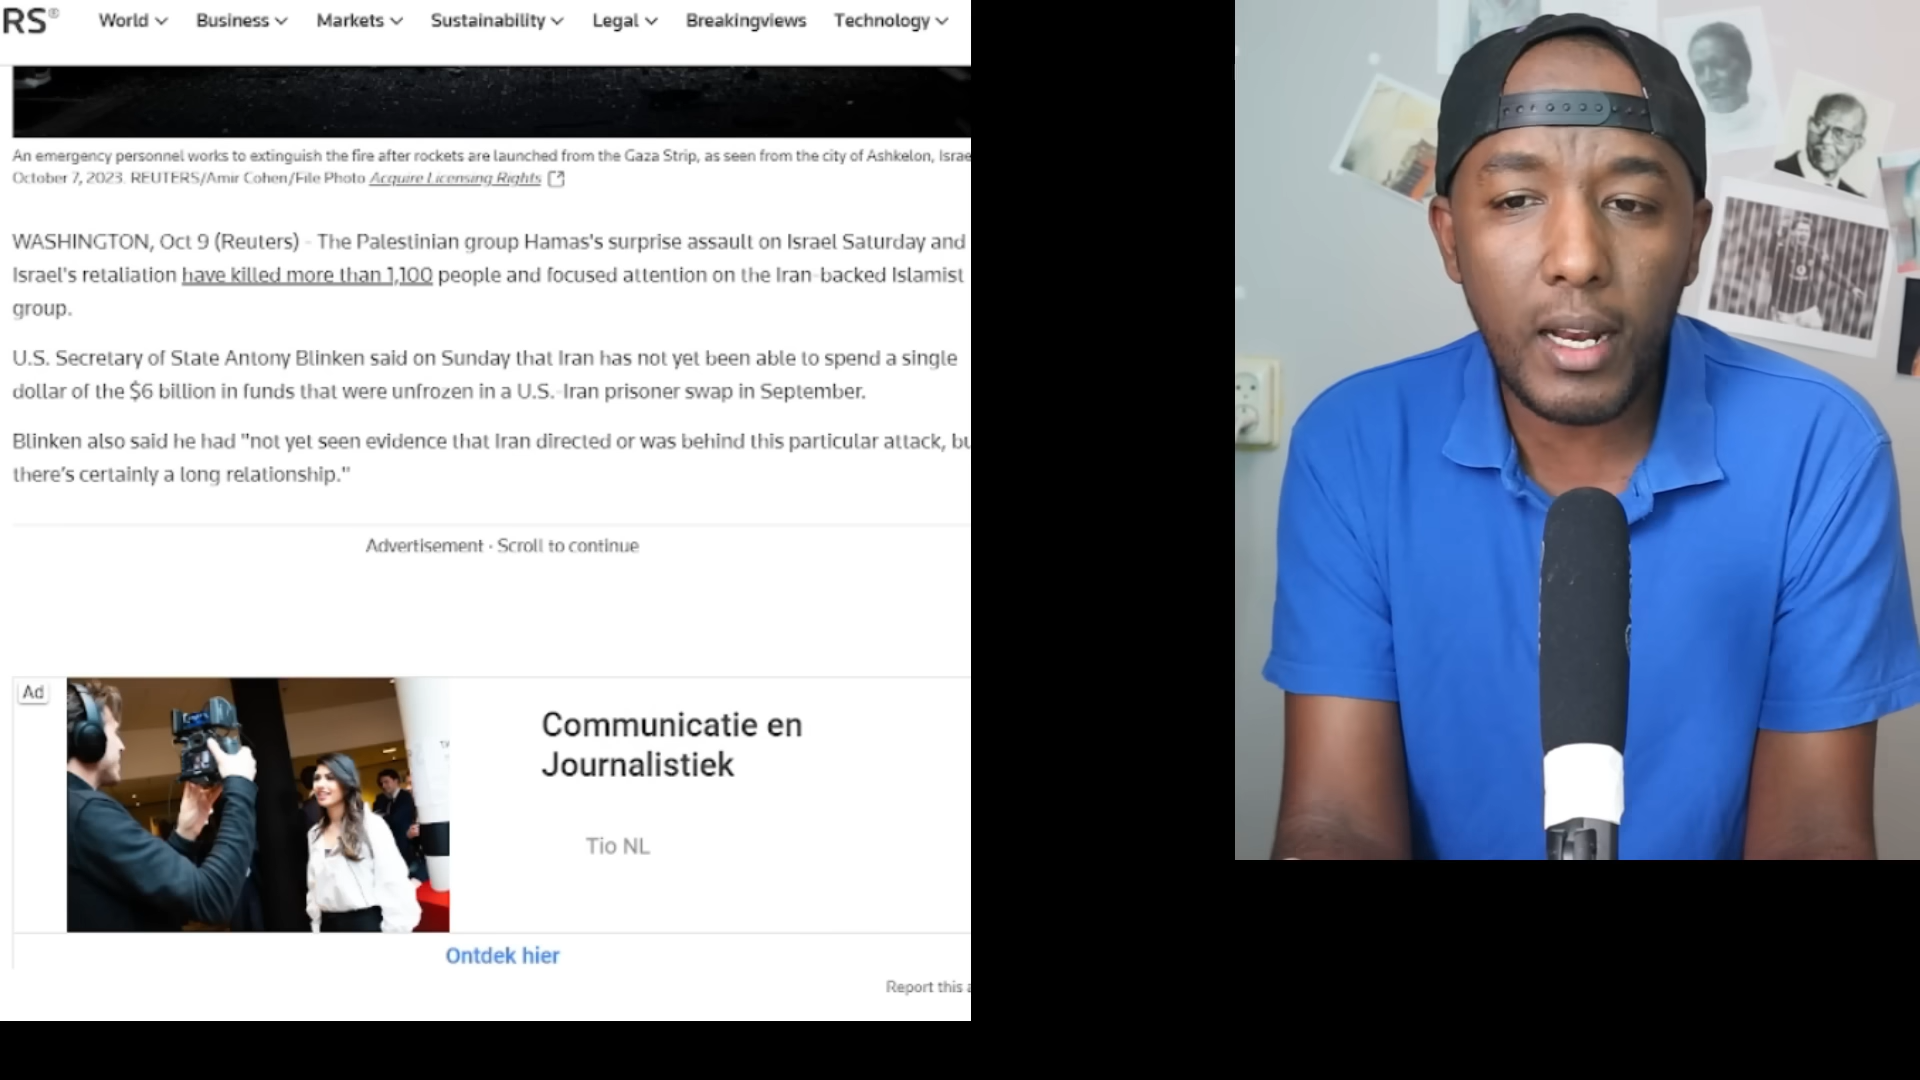 RS®
World Business Markets Sustainability Legal Breakingviews Technology
An emergency personnel works to extinguish the fire after rockets are launched from the Gaza Strip, as seen from the city of Ashkelon, Israe
October 7, 2023. REUTERS/Amir Cohen/File Photo Acquire Licensing Rights
WASHINGTON, Oct 9 (Reuters) - The Palestinian group Hamas's surprise assault on Israel Saturday and
Israel's retaliation have killed more than 1,100 people and focused attention on the Iran-backed Islamist
group.
U.S. Secretary of State Antony Blinken said on Sunday that Iran has not yet been able to spend a single
dollar of the $6 billion in funds that were unfrozen in a U.S.-Iran prisoner swap in September.
Blinken also said he had "not yet seen evidence that Iran directed or was behind this particular attack, bu
there's certainly a long relationship."
Advertisement · Scroll to continue
Ad
Communicatie en
Journalistiek
Tio NL
Ontdek hier
Report this a